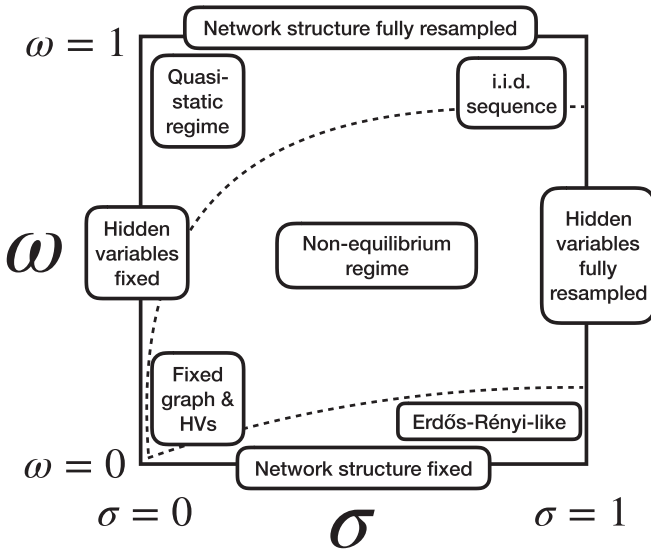 Network structure fully resampled
ω = 1
Quasi-
static
regime
i.i.d.
sequence
Hidden
variables
fixed
ω
Non-equilibrium
regime
Hidden
variables
fully
resampled
Fixed
graph &
HVs
Erdős-Rényi-like
ω = 0
Network structure fixed
σ = 0
σ
σ = 1